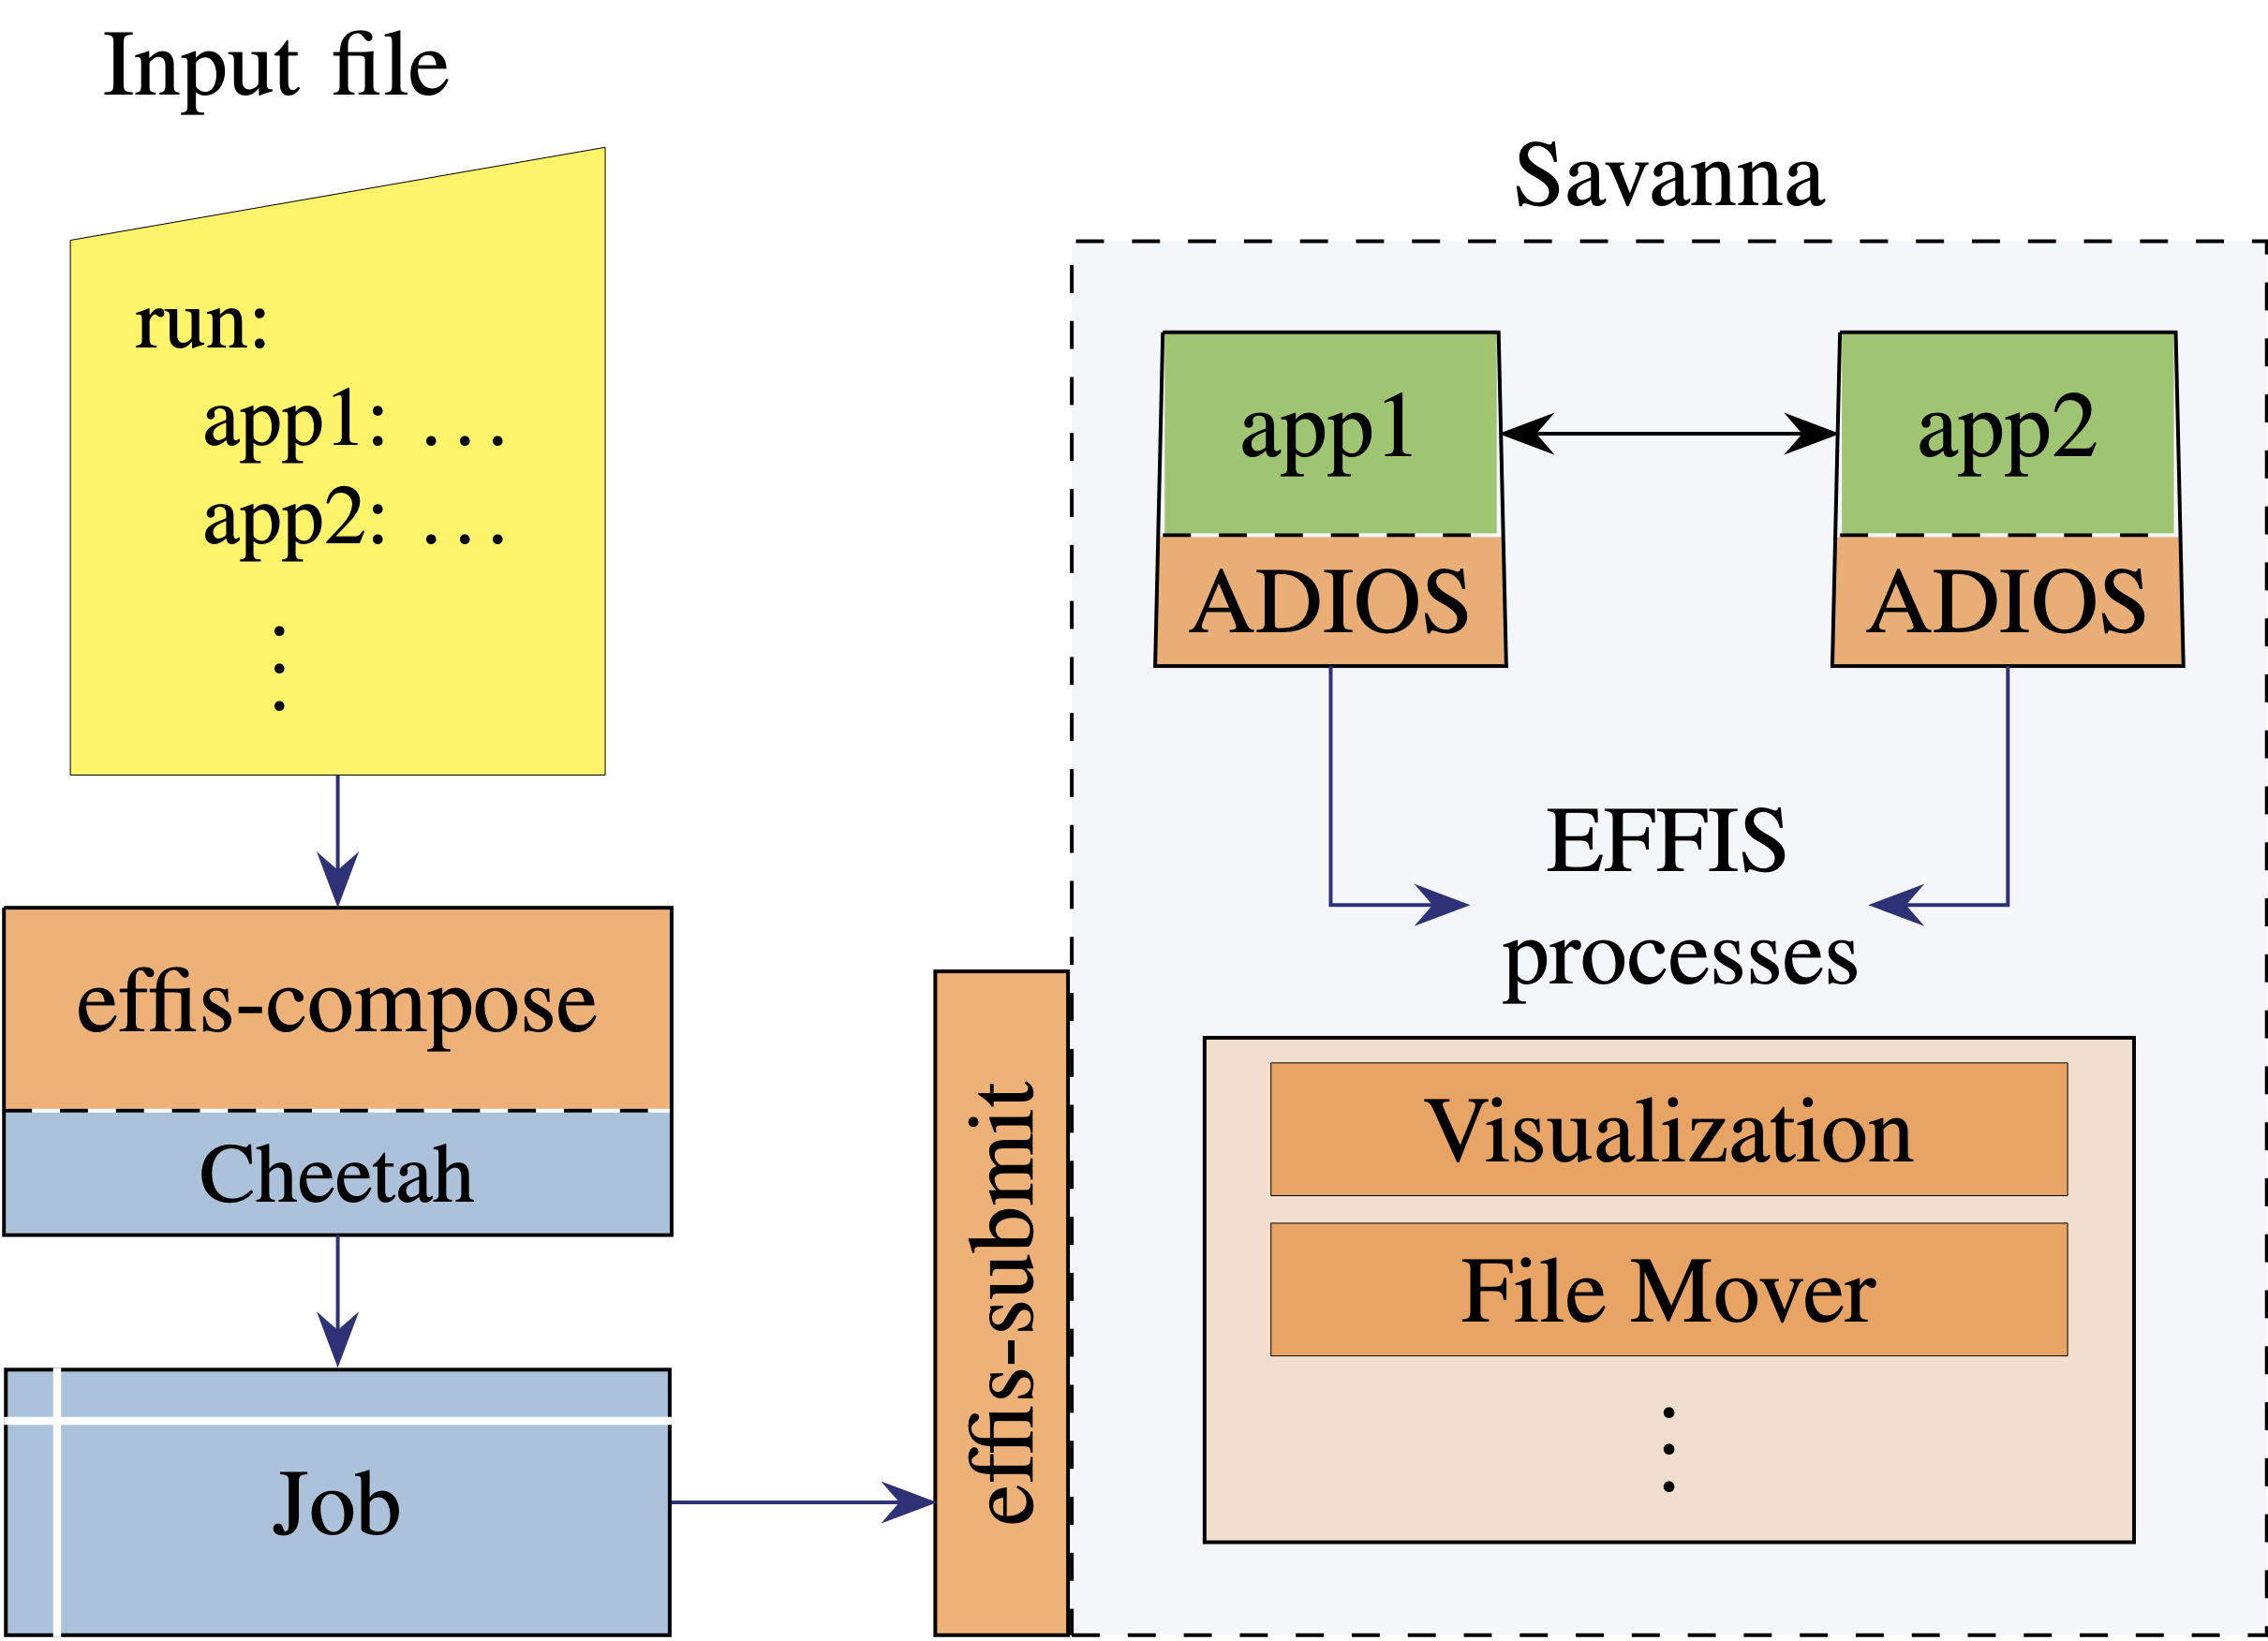 Input file
run:
app1: …
app2: …
effis-compose
Cheetah
Job
effis-submit
Savanna
app1
ADIOS
app2
ADIOS
EFFIS
processes
Visualization
File Mover